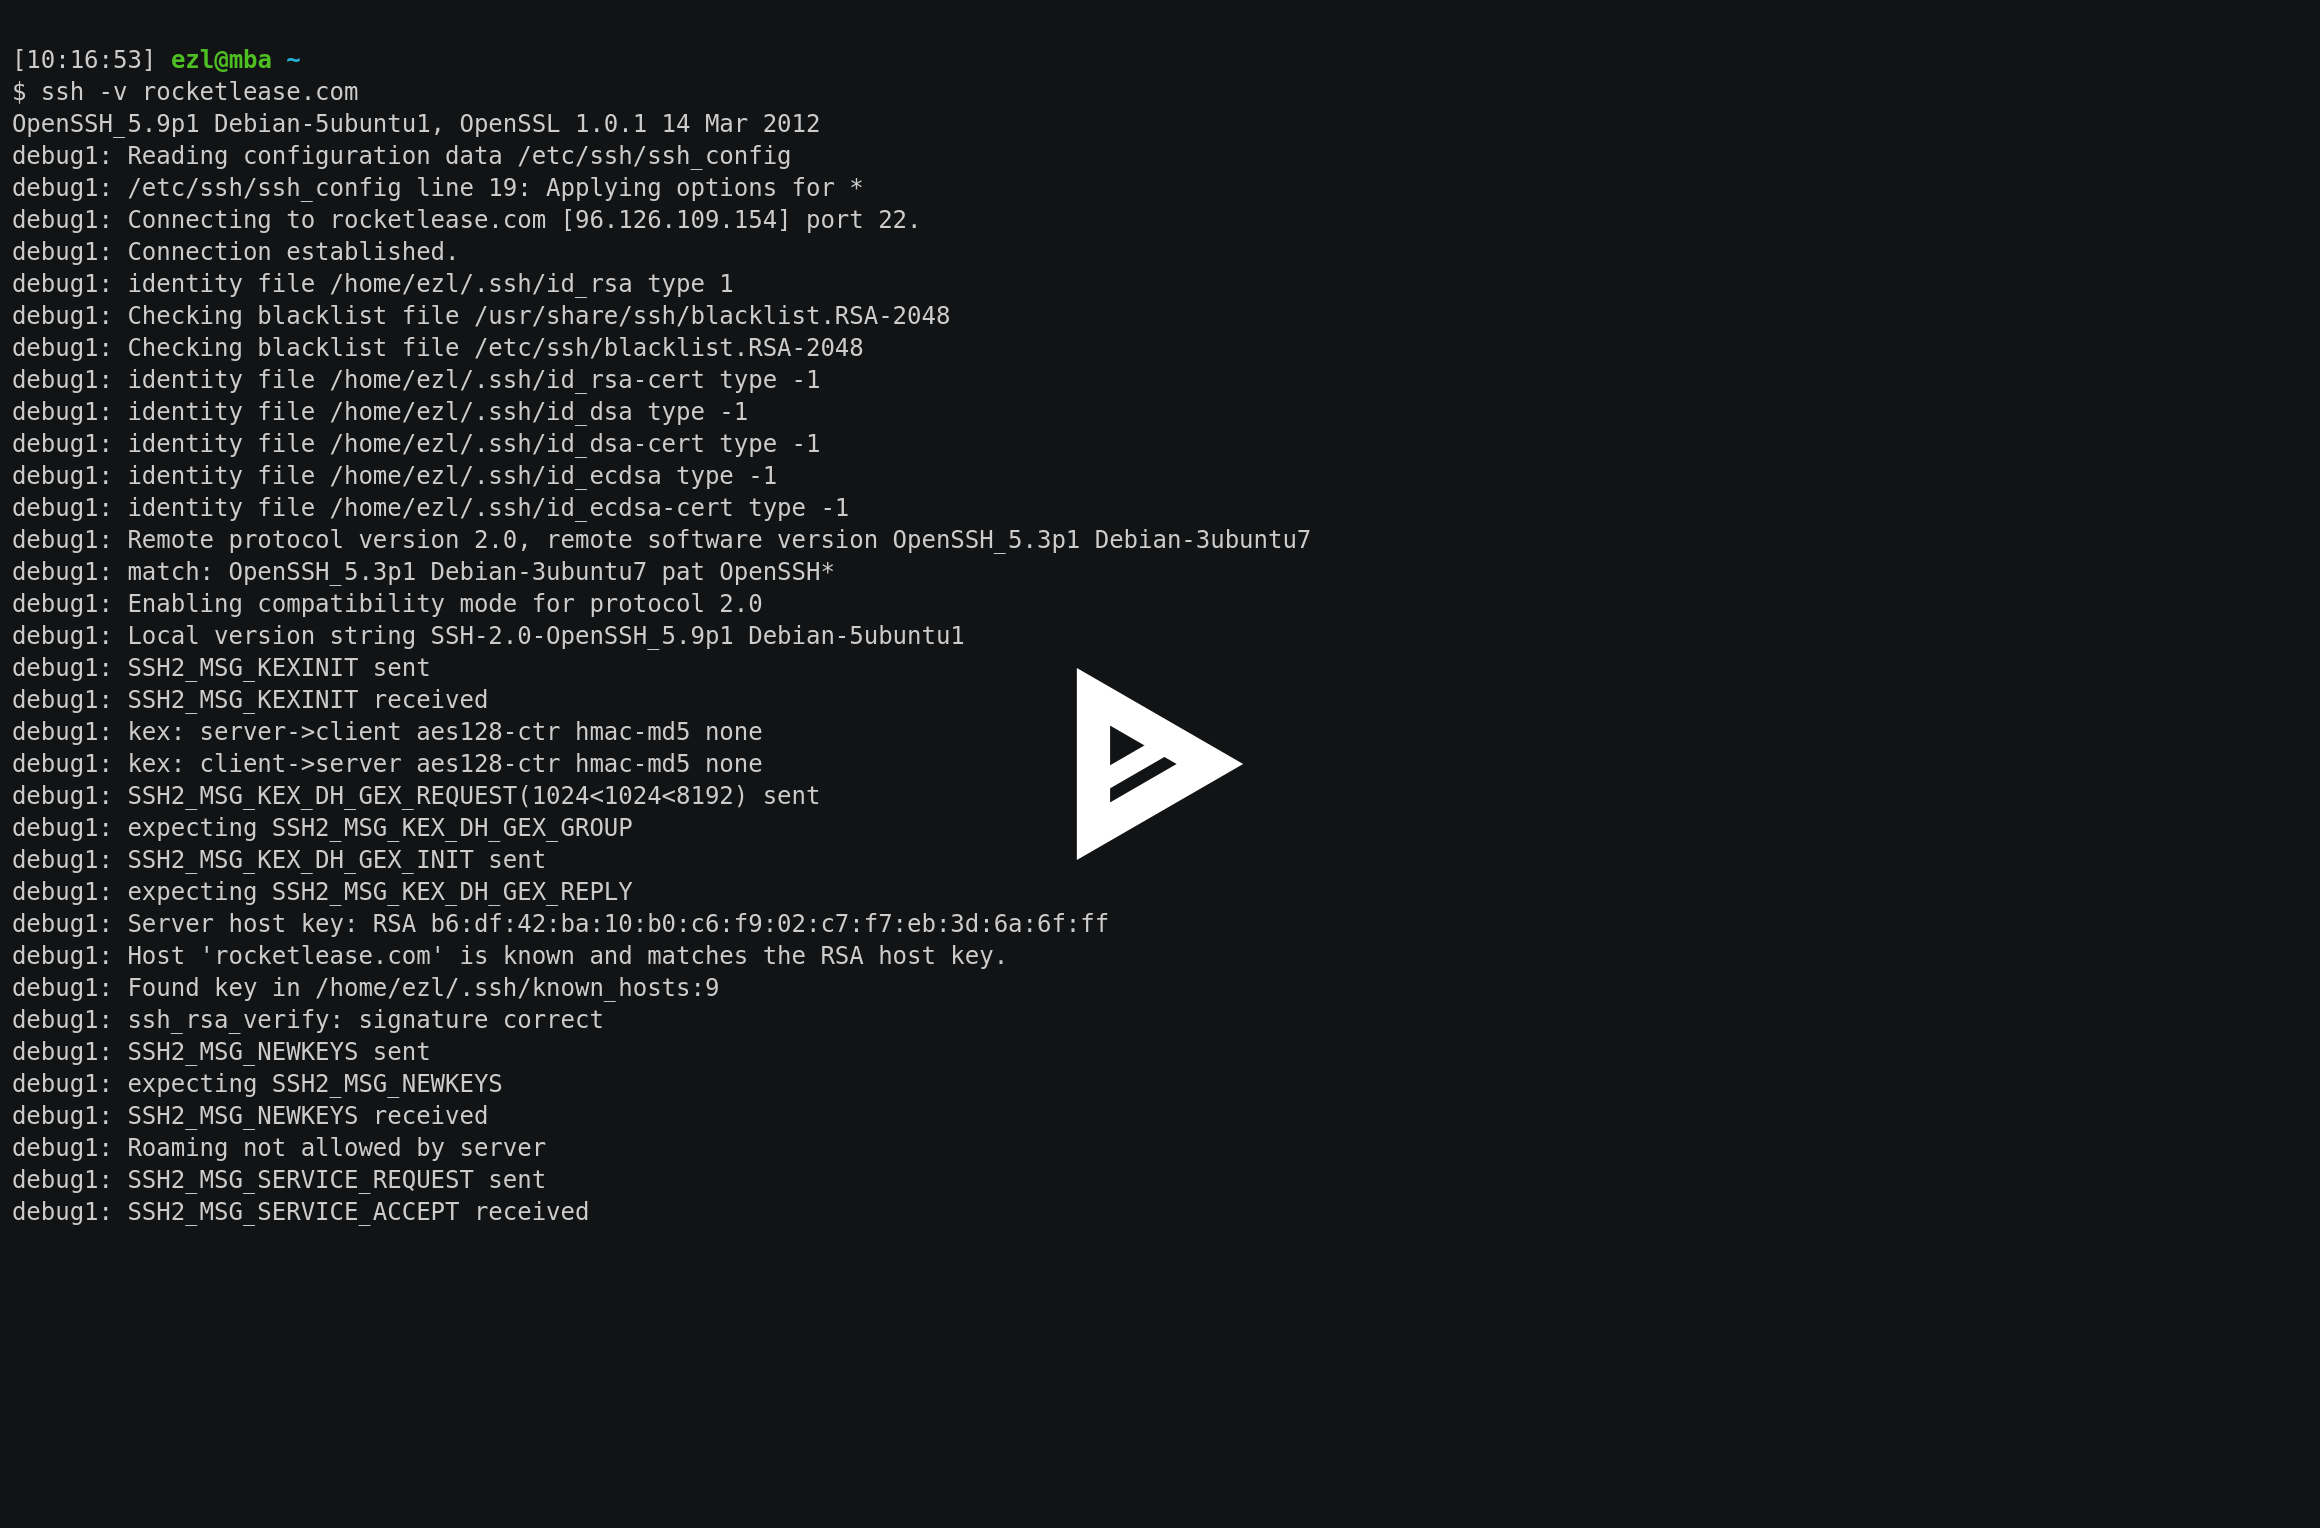 [10:16:53] ezl@mba ~
$ ssh -v rocketlease.com
OpenSSH_5.9p1 Debian-5ubuntu1, OpenSSL 1.0.1 14 Mar 2012
debug1: Reading configuration data /etc/ssh/ssh_config
debug1: /etc/ssh/ssh_config line 19: Applying options for *
debug1: Connecting to rocketlease.com [96.126.109.154] port 22.
debug1: Connection established.
debug1: identity file /home/ezl/.ssh/id_rsa type 1
debug1: Checking blacklist file /usr/share/ssh/blacklist.RSA-2048
debug1: Checking blacklist file /etc/ssh/blacklist.RSA-2048
debug1: identity file /home/ezl/.ssh/id_rsa-cert type -1
debug1: identity file /home/ezl/.ssh/id_dsa type -1
debug1: identity file /home/ezl/.ssh/id_dsa-cert type -1
debug1: identity file /home/ezl/.ssh/id_ecdsa type -1
debug1: identity file /home/ezl/.ssh/id_ecdsa-cert type -1
debug1: Remote protocol version 2.0, remote software version OpenSSH_5.3p1 Debian-3ubuntu7
debug1: match: OpenSSH_5.3p1 Debian-3ubuntu7 pat OpenSSH*
debug1: Enabling compatibility mode for protocol 2.0
debug1: Local version string SSH-2.0-OpenSSH_5.9p1 Debian-5ubuntu1
debug1: SSH2_MSG_KEXINIT sent
debug1: SSH2_MSG_KEXINIT received
debug1: kex: server->client aes128-ctr hmac-md5 none
debug1: kex: client->server aes128-ctr hmac-md5 none
debug1: SSH2_MSG_KEX_DH_GEX_REQUEST(1024<1024<8192) sent
debug1: expecting SSH2_MSG_KEX_DH_GEX_GROUP
debug1: SSH2_MSG_KEX_DH_GEX_INIT sent
debug1: expecting SSH2_MSG_KEX_DH_GEX_REPLY
debug1: Server host key: RSA b6:df:42:ba:10:b0:c6:f9:02:c7:f7:eb:3d:6a:6f:ff
debug1: Host 'rocketlease.com' is known and matches the RSA host key.
debug1: Found key in /home/ezl/.ssh/known_hosts:9
debug1: ssh_rsa_verify: signature correct
debug1: SSH2_MSG_NEWKEYS sent
debug1: expecting SSH2_MSG_NEWKEYS
debug1: SSH2_MSG_NEWKEYS received
debug1: Roaming not allowed by server
debug1: SSH2_MSG_SERVICE_REQUEST sent
debug1: SSH2_MSG_SERVICE_ACCEPT received